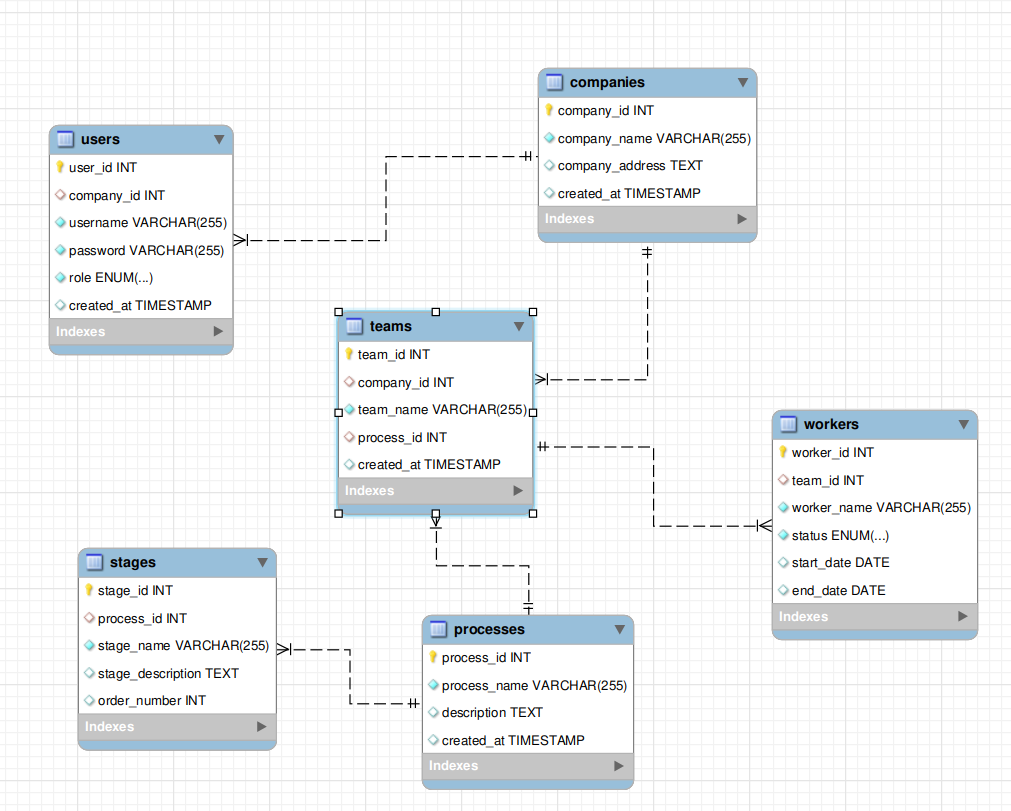 companies
company_id INT
company_name VARCHAR(255)
company_address TEXT
created_at TIMESTAMP
Indexes
users
user_id INT
company_id INT
username VARCHAR(255)
password VARCHAR(255)
role ENUM(...)
created_at TIMESTAMP
Indexes
teams
team_id INT
company_id INT
team_name VARCHAR(255)
process_id INT
created_at TIMESTAMP
Indexes
workers
worker_id INT
team_id INT
worker_name VARCHAR(255)
status ENUM(...)
start_date DATE
end_date DATE
Indexes
stages
stage_id INT
process_id INT
stage_name VARCHAR(255)
stage_description TEXT
order_number INT
Indexes
processes
process_id INT
process_name VARCHAR(255)
description TEXT
created_at TIMESTAMP
Indexes